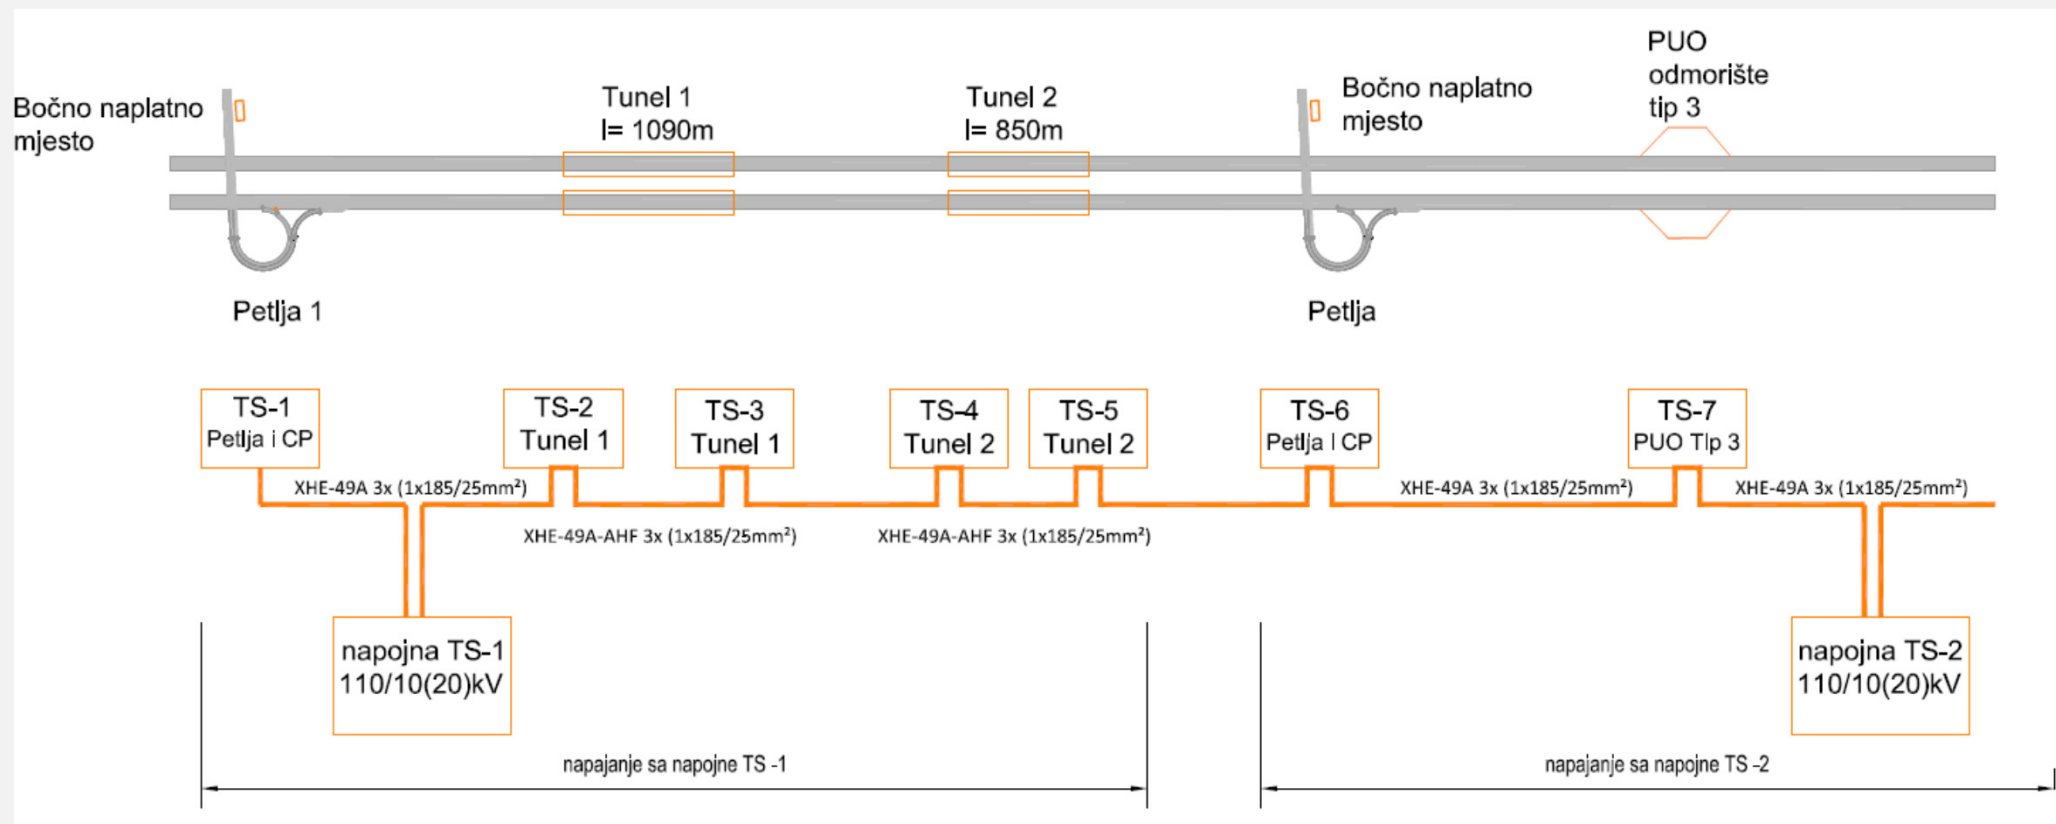 Bočno naplatno
mjesto
Tunel 1
l= 1090m
Tunel 2
l= 850m
Bočno naplatno
mjesto
PUO
odmorište
tip 3
Petlja 1
Petlja
TS-1
Petlja i CP
TS-2
Tunel 1
TS-3
Tunel 1
TS-4
Tunel 2
TS-5
Tunel 2
TS-6
Petlja I CP
TS-7
PUO TIp 3
XHE-49A 3x (1x185/25mm²)
XHE-49A 3x (1x185/25mm²)
XHE-49A 3x (1x185/25mm²)
XHE-49A-AHF 3x (1x185/25mm²)
XHE-49A-AHF 3x (1x185/25mm²)
napojna TS-1
110/10(20)kV
napojna TS-2
110/10(20)kV
napajanje sa napojne TS -1
napajanje sa napojne TS -2